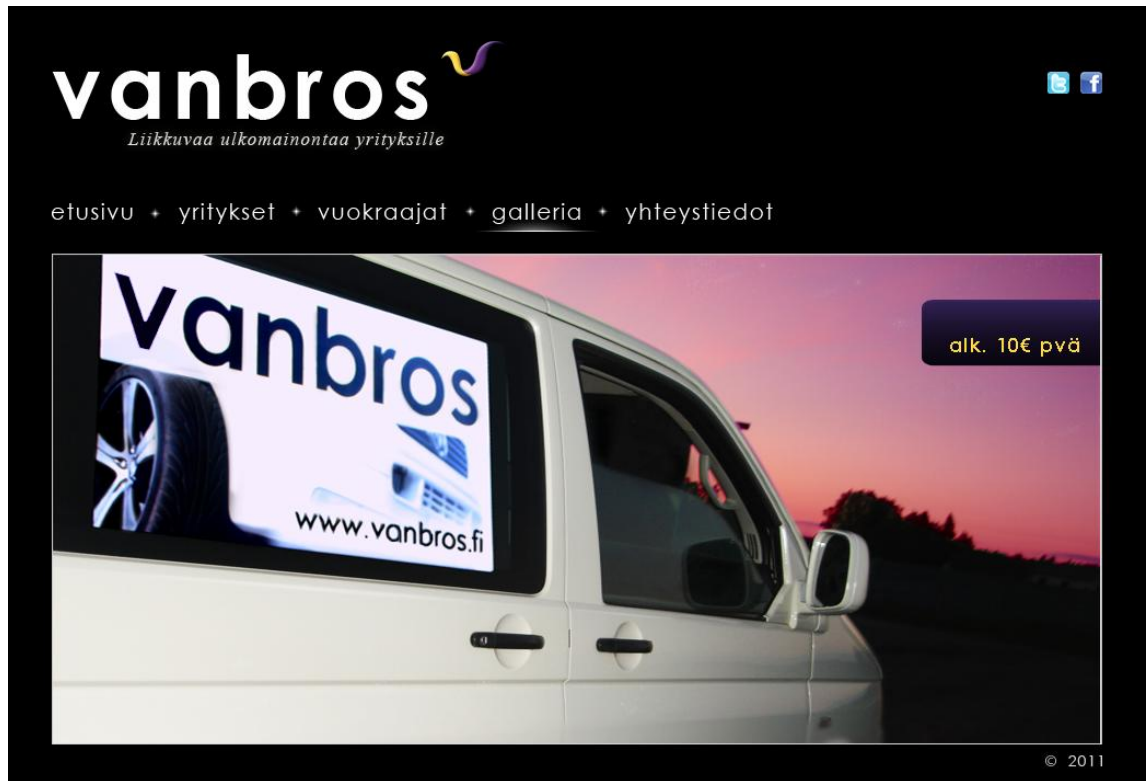 vanbros
Liikkuvaa ulkomainontaa yrityksille
etusivu + yritykset + vuokraajat + galleria + yhteystiedot
vanbros
alk. 10€ pvä
www.vanbros.fi
© 2011